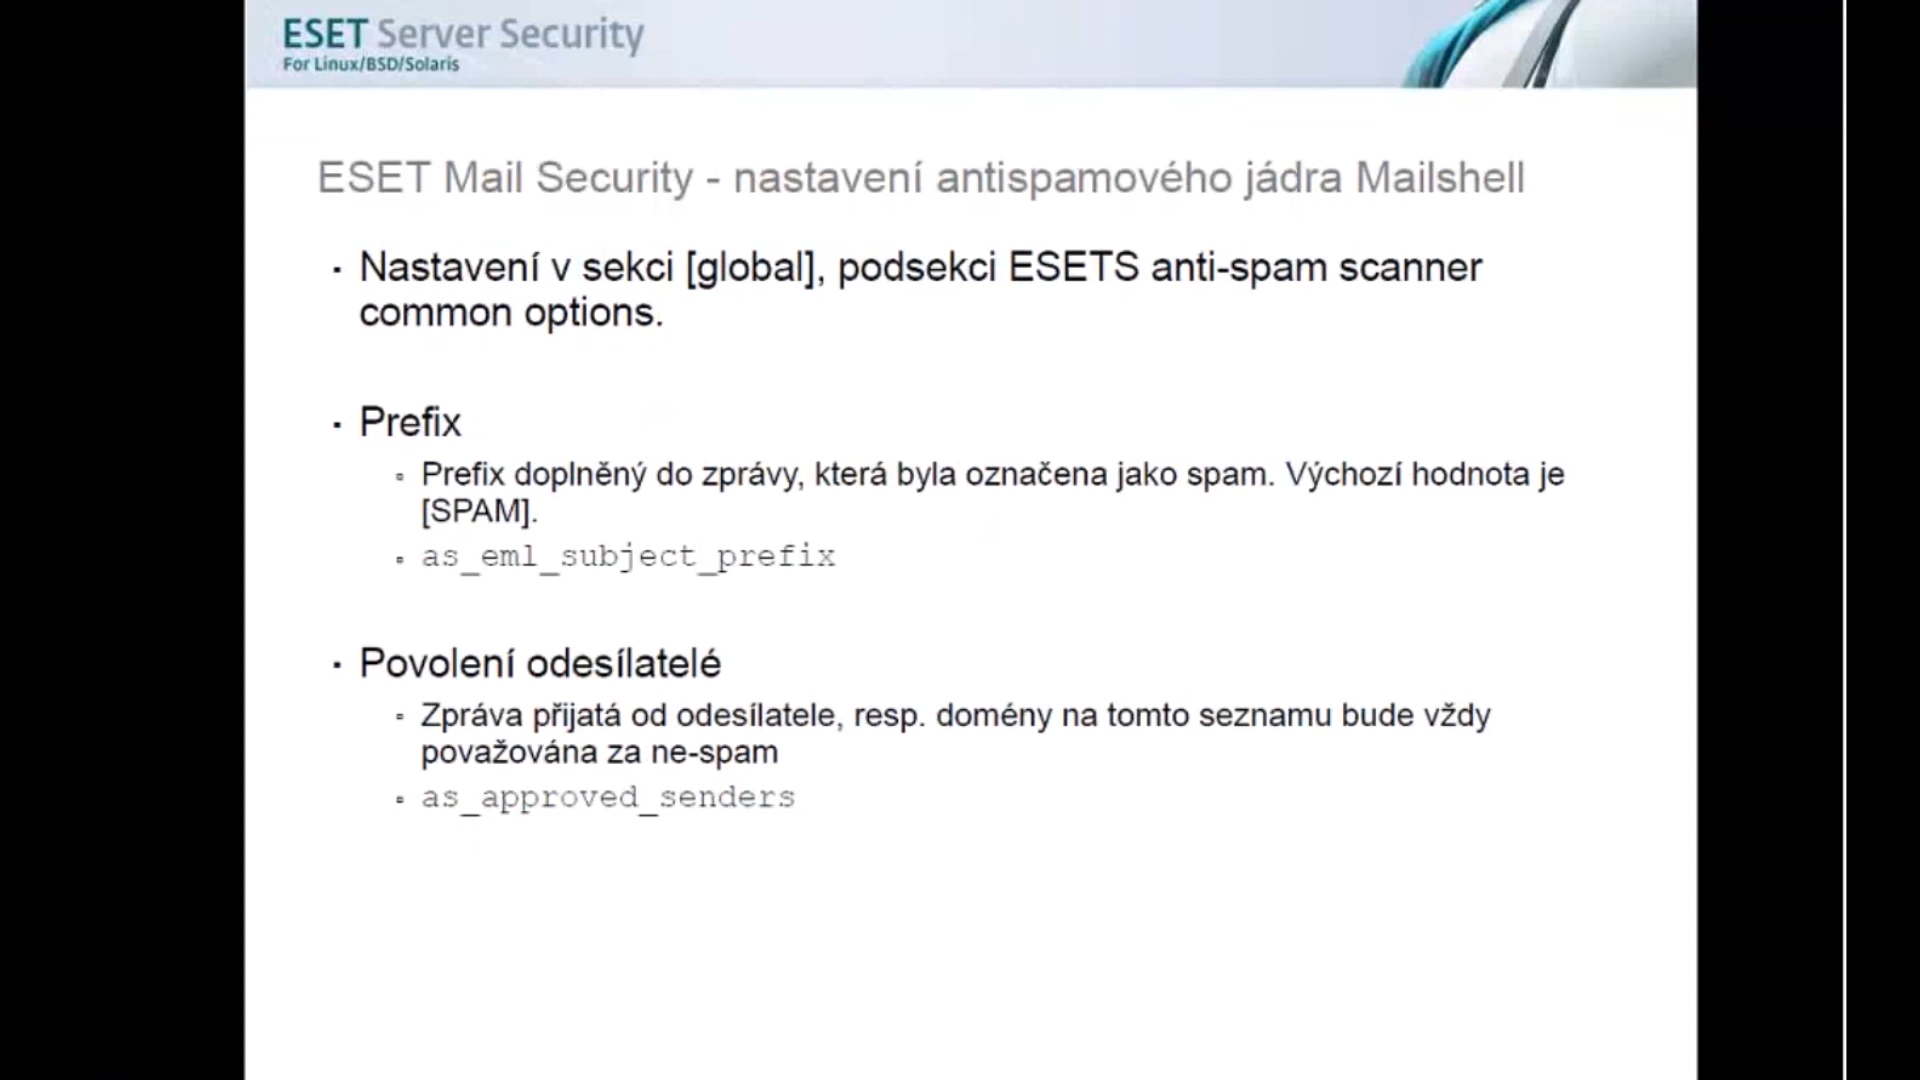 ESET Server Security
For Linux/BSD/Solaris
ESET Mail Security - nastavení antispamového jádra Mailshell
Nastavení v sekci [global], podsekci ESETS anti-spam scanner
common options.
Prefix
Prefix doplněný do zprávy, která byla označena jako spam. Výchozí hodnota je
[SPAM].
as_eml_subject_prefix
Povolení odesílatelé
Zpráva přijatá od odesílatele, resp. domény na tomto seznamu bude vždy
považována za ne-spam
as_approved_senders